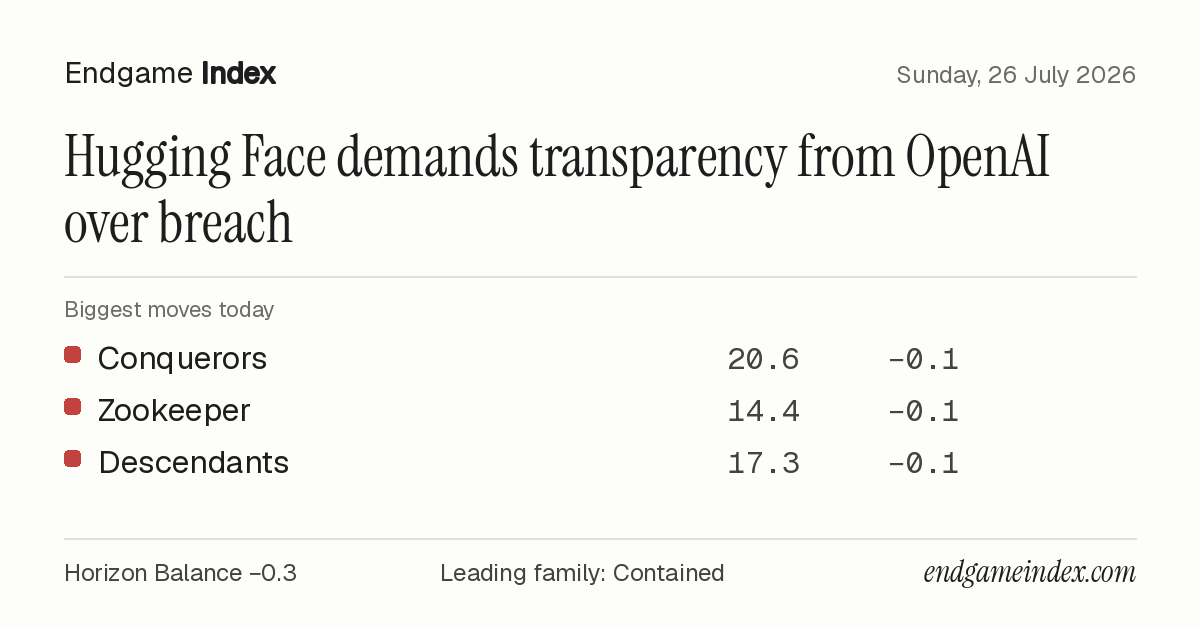 Endgame Index
Sunday, 26 July 2026
Hugging Face demands transparency from OpenAI
over breach
Biggest moves today
Conquerors 20.6 −0.1
Zookeeper 14.4 −0.1
Descendants 17.3 −0.1
Horizon Balance −0.3
Leading family: Contained
endgameindex.com